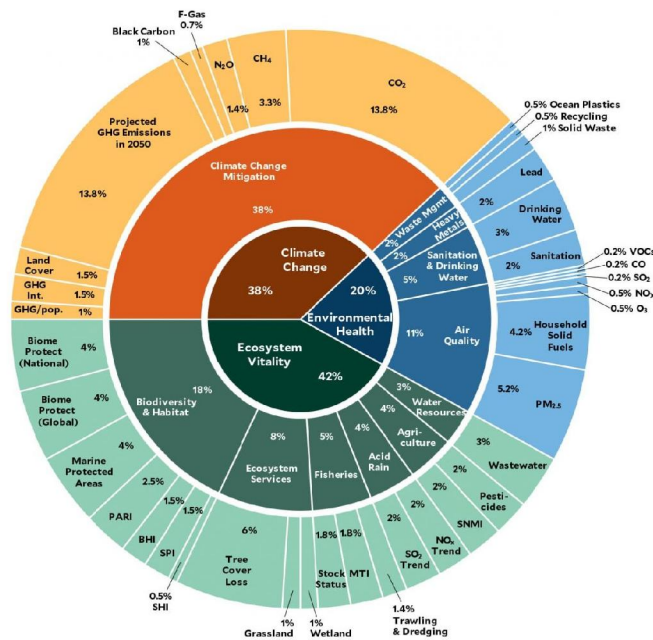 F-Gas
0.7%
Black Carbon
1%
N₂O
1.4%
CH₄
3.3%
CO₂
13.8%
Projected
GHG Emissions
in 2050
13.8%
Land
Cover
1.5%
GHG
Int.
1.5%
GHG/pop.
1%
0.5% Ocean Plastics
0.5% Recycling
1% Solid Waste
Lead
2%
Drinking
Water
3%
Sanitation
2%
0.2% VOCs
0.2% CO
0.2% SO₂
0.5% NOₓ
0.5% O₃
4.2%
Household
Solid
Fuels
5.2%
PM₂.₅
Climate Change
Mitigation
38%
Waste Mgmt
2%
Heavy
Metals
2%
Sanitation
& Drinking
Water
5%
11%
Air
Quality
Climate
Change
38%
20%
Environmental
Health
Ecosystem
Vitality
42%
18%
Biodiversity
& Habitat
8%
Ecosystem
Services
5%
Fisheries
4%
Acid
Rain
4%
Agri-
culture
3%
Water
Resources
Biome
Protect
(National)
4%
Biome
Protect
(Global)
4%
Marine
Protected
Areas
4%
2.5%
PARI
1.5%
BHI
1.5%
SPI
0.5%
SHI
6%
Tree
Cover
Loss
1%
Grassland
1%
Wetland
1.8%
Stock
Status
1.8%
MTI
1.4%
Trawling
& Dredging
2%
SO₂
Trend
2%
NOₓ
Trend
2%
SNMI
2%
Pesti-
cides
3%
Wastewater